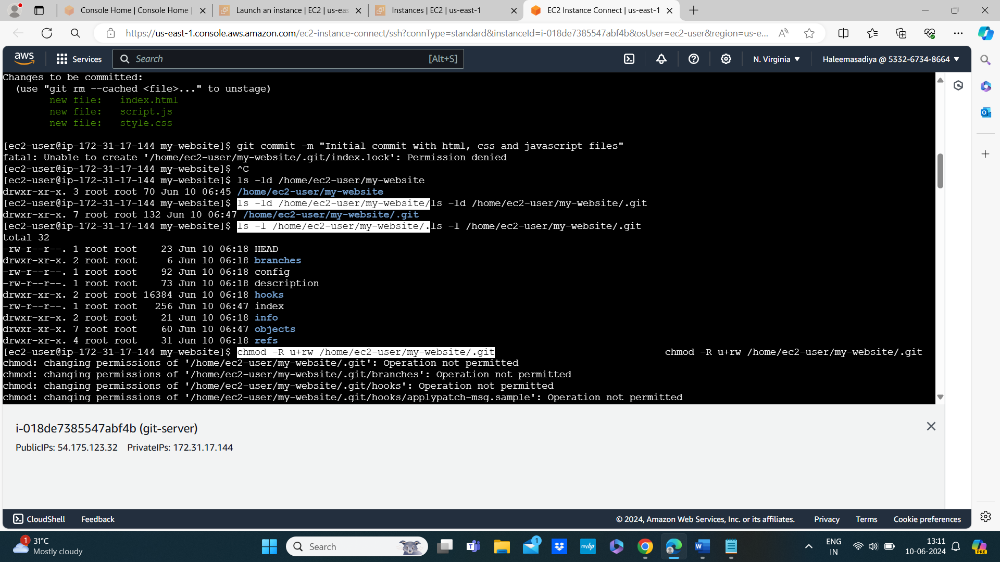 Console Home | Console Home |
Launch an instance | EC2 | us-eas
Instances | EC2 | us-east-1
EC2 Instance Connect | us-east-1
https://us-east-1.console.aws.amazon.com/ec2-instance-connect/ssh?connType=standard&instanceId=i-018de7385547abf4b&osUser=ec2-user&region=us-e...
aws
Services
Search
[Alt+S]
N. Virginia
Haleemasadiya @ 5332-6734-8664
Changes to be committed:
(use "git rm --cached <file>..." to unstage)
new file: index.html
new file: script.js
new file: style.css
[ec2-user@ip-172-31-17-144 my-website]$ git commit -m "Initial commit with html, css and javascript files"
fatal: Unable to create '/home/ec2-user/my-website/.git/index.lock': Permission denied
[ec2-user@ip-172-31-17-144 my-website]$ ^C
[ec2-user@ip-172-31-17-144 my-website]$ ls -ld /home/ec2-user/my-website
drwxr-xr-x. 3 root root 70 Jun 10 06:45 /home/ec2-user/my-website
[ec2-user@ip-172-31-17-144 my-website]$ ls -ld /home/ec2-user/my-website/ls -ld /home/ec2-user/my-website/.git
drwxr-xr-x. 7 root root 132 Jun 10 06:47 /home/ec2-user/my-website/.git
[ec2-user@ip-172-31-17-144 my-website]$ ls -l /home/ec2-user/my-website/.ls -l /home/ec2-user/my-website/.git
total 32
-rw-r--r--. 1 root root 23 Jun 10 06:18 HEAD
drwxr-xr-x. 2 root root 6 Jun 10 06:18 branches
-rw-r--r--. 1 root root 92 Jun 10 06:18 config
-rw-r--r--. 1 root root 73 Jun 10 06:18 description
drwxr-xr-x. 2 root root 16384 Jun 10 06:18 hooks
-rw-r--r--. 1 root root 256 Jun 10 06:47 index
drwxr-xr-x. 2 root root 21 Jun 10 06:18 info
drwxr-xr-x. 7 root root 60 Jun 10 06:47 objects
drwxr-xr-x. 4 root root 31 Jun 10 06:18 refs
[ec2-user@ip-172-31-17-144 my-website]$ chmod -R u+rw /home/ec2-user/my-website/.git chmod -R u+rw /home/ec2-user/my-website/.git
chmod: changing permissions of '/home/ec2-user/my-website/.git': Operation not permitted
chmod: changing permissions of '/home/ec2-user/my-website/.git/branches': Operation not permitted
chmod: changing permissions of '/home/ec2-user/my-website/.git/hooks': Operation not permitted
chmod: changing permissions of '/home/ec2-user/my-website/.git/hooks/applypatch-msg.sample': Operation not permitted
i-018de7385547abf4b (git-server)
PublicIPs: 54.175.123.32 PrivateIPs: 172.31.17.144
CloudShell
Feedback
© 2024, Amazon Web Services, Inc. or its affiliates.
Privacy
Terms
Cookie preferences
1
31°C
Mostly cloudy
Search
1
myhp
ENG
IN
13:11
10-06-2024
PRE